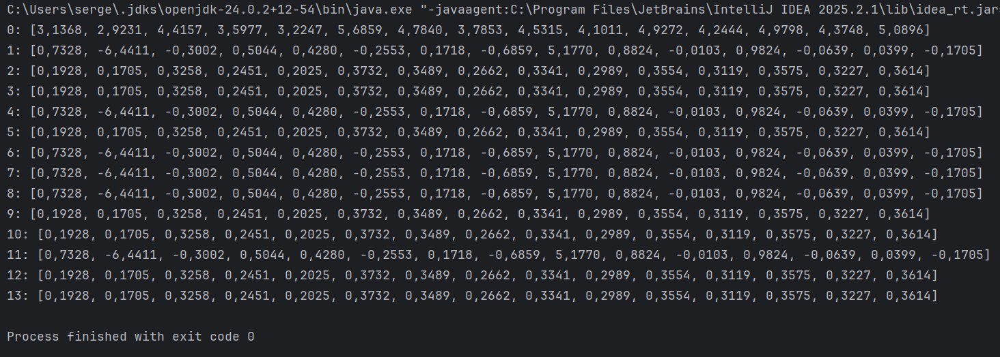 C:\Users\serge\.jdks\openjdk-24.0.2+12-54\bin\java.exe "-javaagent:C:\Program Files\JetBrains\IntelliJ IDEA 2025.2.1\lib\idea_rt.jar
0: [3,1368, 2,9231, 4,4157, 3,5977, 3,2247, 5,6859, 4,7840, 3,7853, 4,5315, 4,1011, 4,9272, 4,2444, 4,9798, 4,3748, 5,0896]
1: [0,7328, -6,4411, -0,3002, 0,5044, 0,4280, -0,2553, 0,1718, -0,6859, 5,1770, 0,8824, -0,0103, 0,9824, -0,0639, 0,0399, -0,1705]
2: [0,1928, 0,1705, 0,3258, 0,2451, 0,2025, 0,3732, 0,3489, 0,2662, 0,3341, 0,2989, 0,3554, 0,3119, 0,3575, 0,3227, 0,3614]
3: [0,1928, 0,1705, 0,3258, 0,2451, 0,2025, 0,3732, 0,3489, 0,2662, 0,3341, 0,2989, 0,3554, 0,3119, 0,3575, 0,3227, 0,3614]
4: [0,7328, -6,4411, -0,3002, 0,5044, 0,4280, -0,2553, 0,1718, -0,6859, 5,1770, 0,8824, -0,0103, 0,9824, -0,0639, 0,0399, -0,1705]
5: [0,1928, 0,1705, 0,3258, 0,2451, 0,2025, 0,3732, 0,3489, 0,2662, 0,3341, 0,2989, 0,3554, 0,3119, 0,3575, 0,3227, 0,3614]
6: [0,7328, -6,4411, -0,3002, 0,5044, 0,4280, -0,2553, 0,1718, -0,6859, 5,1770, 0,8824, -0,0103, 0,9824, -0,0639, 0,0399, -0,1705]
7: [0,7328, -6,4411, -0,3002, 0,5044, 0,4280, -0,2553, 0,1718, -0,6859, 5,1770, 0,8824, -0,0103, 0,9824, -0,0639, 0,0399, -0,1705]
8: [0,7328, -6,4411, -0,3002, 0,5044, 0,4280, -0,2553, 0,1718, -0,6859, 5,1770, 0,8824, -0,0103, 0,9824, -0,0639, 0,0399, -0,1705]
9: [0,1928, 0,1705, 0,3258, 0,2451, 0,2025, 0,3732, 0,3489, 0,2662, 0,3341, 0,2989, 0,3554, 0,3119, 0,3575, 0,3227, 0,3614]
10: [0,1928, 0,1705, 0,3258, 0,2451, 0,2025, 0,3732, 0,3489, 0,2662, 0,3341, 0,2989, 0,3554, 0,3119, 0,3575, 0,3227, 0,3614]
11: [0,7328, -6,4411, -0,3002, 0,5044, 0,4280, -0,2553, 0,1718, -0,6859, 5,1770, 0,8824, -0,0103, 0,9824, -0,0639, 0,0399, -0,1705]
12: [0,1928, 0,1705, 0,3258, 0,2451, 0,2025, 0,3732, 0,3489, 0,2662, 0,3341, 0,2989, 0,3554, 0,3119, 0,3575, 0,3227, 0,3614]
13: [0,1928, 0,1705, 0,3258, 0,2451, 0,2025, 0,3732, 0,3489, 0,2662, 0,3341, 0,2989, 0,3554, 0,3119, 0,3575, 0,3227, 0,3614]
Process finished with exit code 0